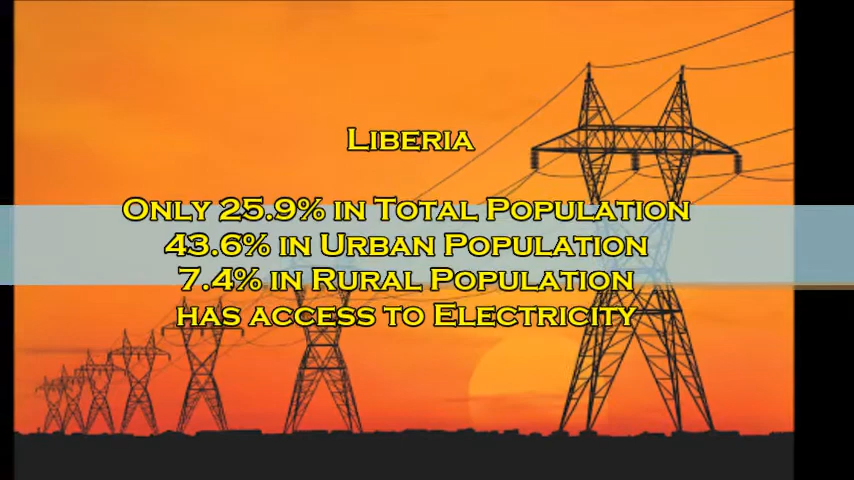 Liberia
Only 25.9% in Total Population
43.6% in Urban Population
7.4% in Rural Population
has access to Electricity